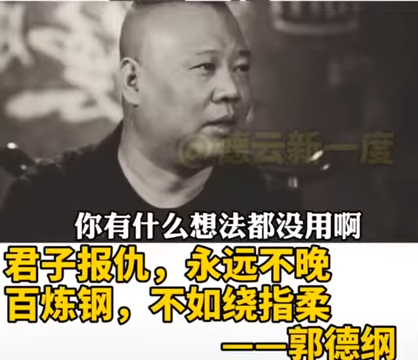 @德云新一度
你有什么想法都没用啊
君子报仇，永远不晚
百炼钢，不如绕指柔
——郭德纲